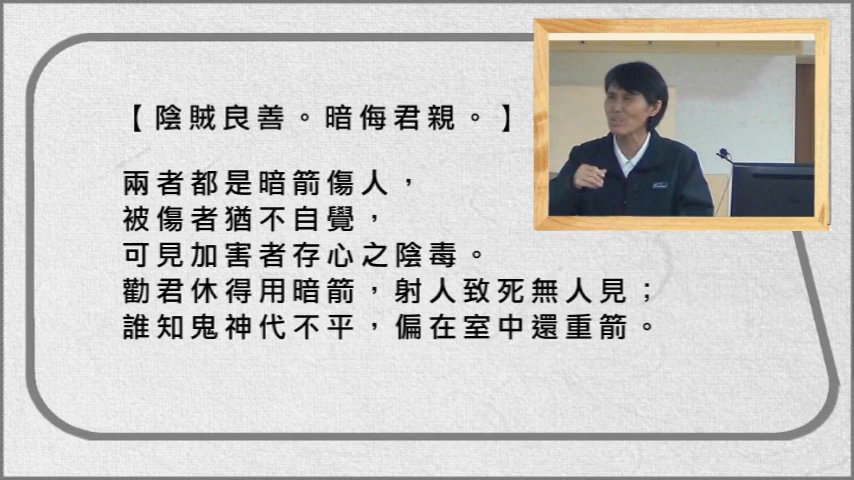 【陰賊良善。暗侮君親。】
兩者都是暗箭傷人，
被傷者猶不自覺，
可見加害者存心之陰毒。
勸君休得用暗箭，射人致死無人見；
誰知鬼神代不平，偏在室中還重箭。